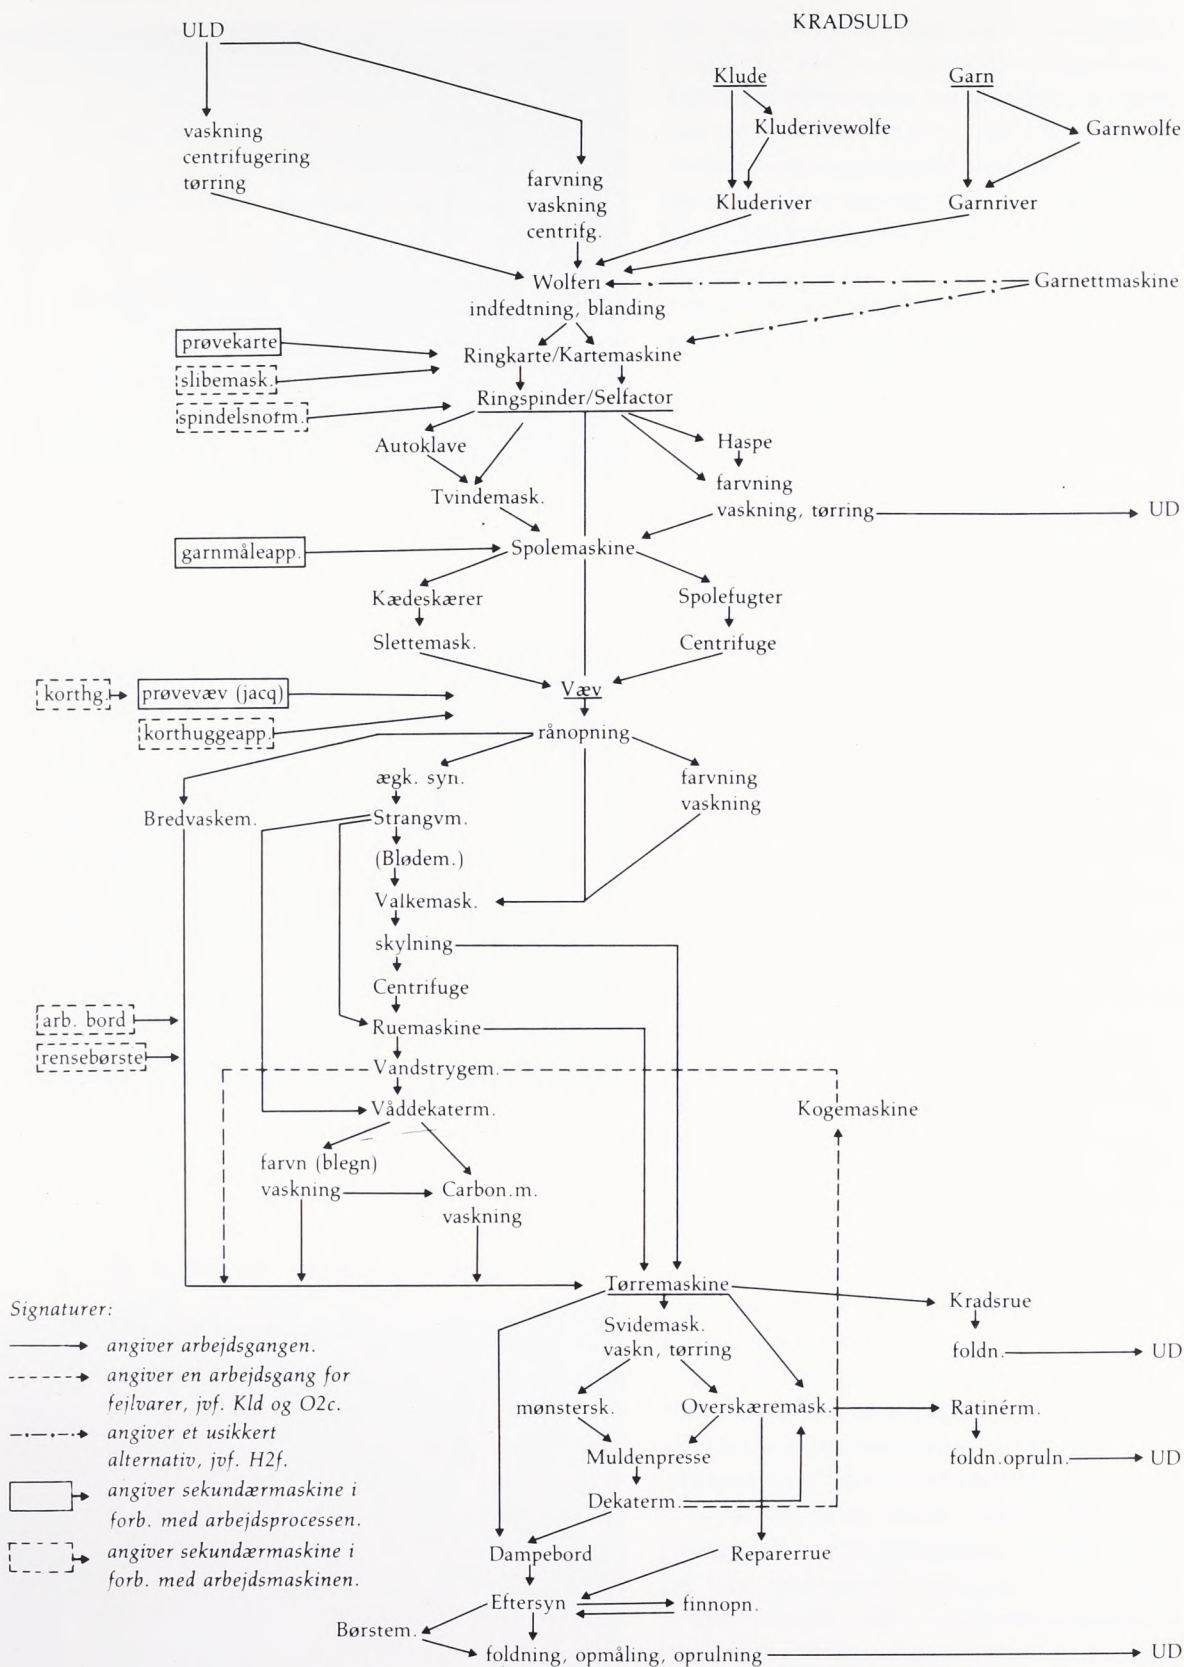 KRADSULD
ULD
Klude
Garn
vaskning
centrifugering
tørring
Kluderivewolfe
Garnwolfe
farvning
vaskning
centrifg.
Kluderiver
Garnriver
Wolferi
Garnettmaskine
indfedtning, blanding
prøvekarte
Ringkarte/Kartemaskine
slibemask.
Ringspinder/Selfactor
spindelsnorm.
Autoklave
Haspe
farvning
Tvindemask.
vaskning, tørring
UD
garnmåleapp.
Spolemaskine
Kædeskærer
Spolefugter
Slettemask.
Centrifuge
korthg.
prøvevæv (jacq)
Væv
korthuggeapp.
rånopning
ægk. syn.
farvning
vaskning
Bredvaskem.
Strangvm.
(Blødem.)
Valkemask.
skylning
Centrifuge
arb. bord
Ruemaskine
rensebørste
Vandstrygem.
Våddekaterm.
Kogemaskine
farvn (blegn)
vaskning
Carbon.m.
vaskning
Tørremaskine
Kradsrue
Signaturer:
Svidemask.
vaskn, tørring
foldn.
UD
angiver arbejdsgangen.
angiver en arbejdsgang for
fejlvarer, jvf. Kld og O2c.
mønstersk.
Overskæremask.
Ratinérm.
angiver et usikkert
alternativ, jvf. H2f.
Muldenpresse
foldn.opruln.
UD
angiver sekundærmaskine i
forb. med arbejdsprocessen.
Dekaterm.
angiver sekundærmaskine i
forb. med arbejdsmaskinen.
Dampebord
Reparerrue
Eftersyn
finnopn.
Børstem.
foldning, opmåling, oprulning
UD